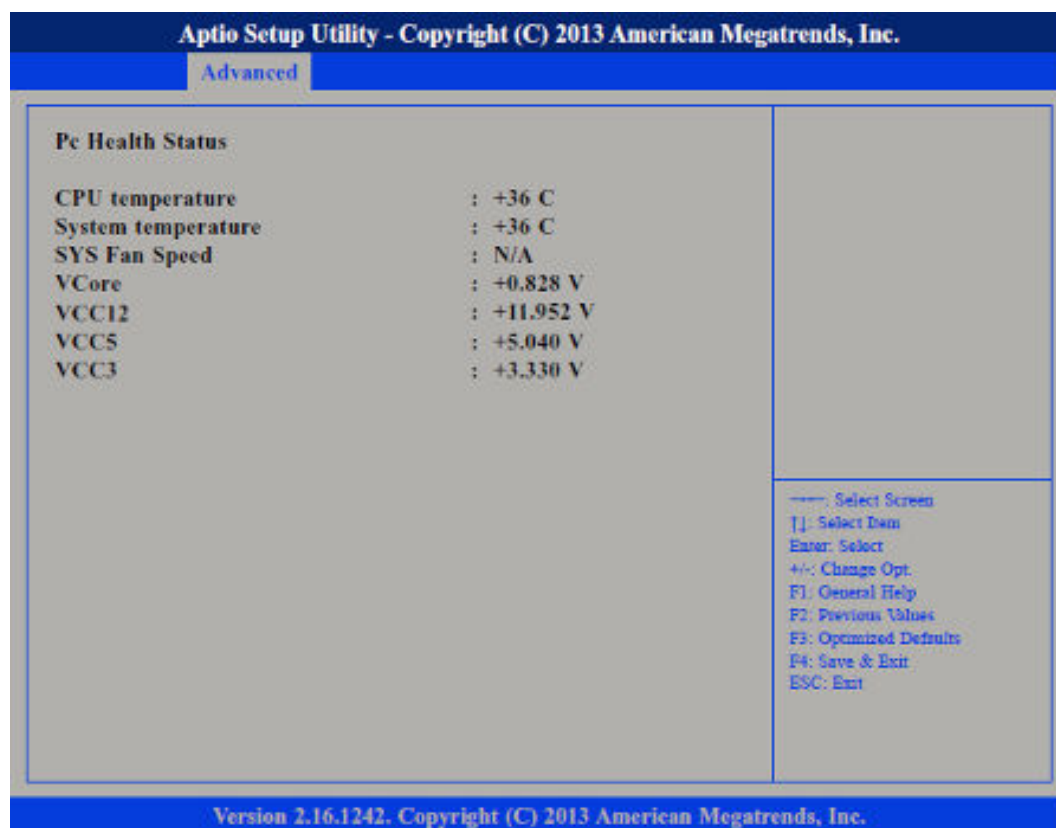 Aptio Setup Utility - Copyright (C) 2013 American Megatrends, Inc.
Advanced
Pc Health Status
CPU temperature : +36 C
System temperature : +36 C
SYS Fan Speed : N/A
VCore : +0.828 V
VCC12 : +11.952 V
VCC5 : +5.040 V
VCC3 : +3.330 V
→←: Select Screen
↑↓: Select Item
Enter: Select
+/-: Change Opt.
F1: General Help
F2: Previous Values
F3: Optimized Defaults
F4: Save & Exit
ESC: Exit
Version 2.16.1242. Copyright (C) 2013 American Megatrends, Inc.